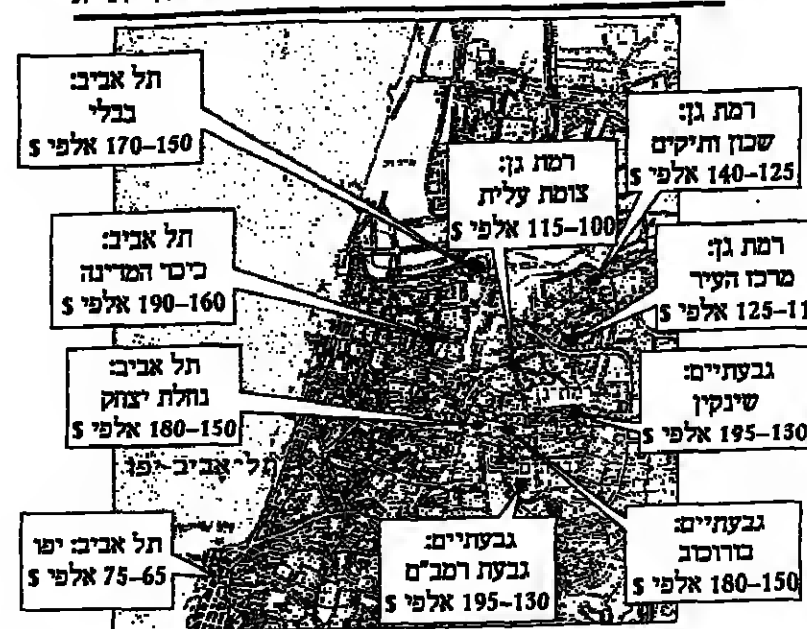 תל אביב:
בבלי
150–170 אלפי $
רמת גן:
שכון ותיקים
125–140 אלפי $
רמת גן:
צומת עלית
100–115 אלפי $
תל אביב:
כיכר המדינה
160–190 אלפי $
רמת גן:
מרכז העיר
125–11 אלפי $
תל אביב:
נחלת יצחק
150–180 אלפי $
גבעתיים:
שינקין
130–195 אלפי $
תל אביב-יפו
תל אביב: יפו
65–75 אלפי $
גבעתיים:
גבעת רמב"ם
130–195 אלפי $
גבעתיים:
בורוכוב
150–180 אלפי $